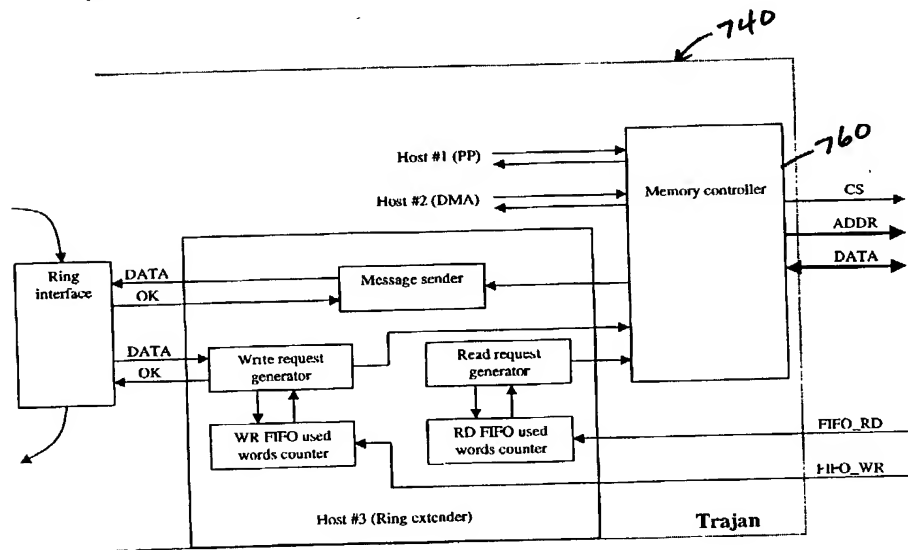 740
760
Host #1 (PP)
Host #2 (DMA)
Memory controller
CS
ADDR
DATA
Ring
interface
DATA
OK
Message sender
DATA
OK
Write request
generator
Read request
generator
WR FIFO used
words counter
RD FIFO used
words counter
FIFO_RD
FIFO_WR
Host #3 (Ring extender)
Trajan